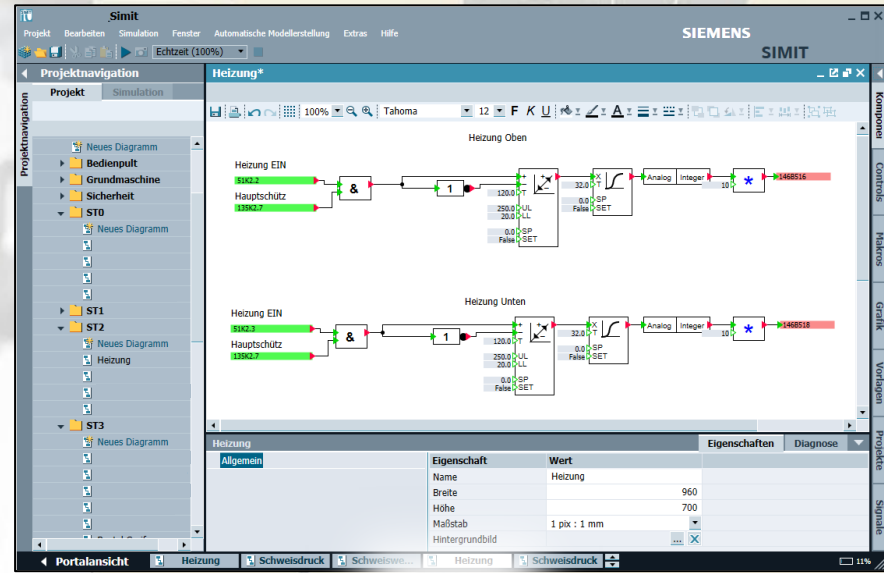 Simit
Projekt Bearbeiten Simulation Fenster Automatische Modellerstellung Extras Hilfe
SIEMENS
Echtzeit (100%)
SIMIT
Projektnavigation
Heizung*
Projekt Simulation
Projektnavigation
100% Tahoma 12 F K U A
Neues Diagramm
Bedienpult
Grundmaschine
Sicherheit
ST0
Neues Diagramm
ST1
ST2
Neues Diagramm
Heizung
ST3
Neues Diagramm
Heizung Oben
Heizung EIN
51K2.2
Hauptschütz
135K2.7
&
1
+
-
120.0 T
250.0 UL
20.0 LL
0.0 SP
False SET
X
32.0 T
0.0 SP
False SET
Analog Integer
10
*
146B516
Heizung Unten
Heizung EIN
51K2.3
Hauptschütz
135K2.7
&
1
+
-
120.0 T
250.0 UL
20.0 LL
0.0 SP
False SET
X
32.0 T
0.0 SP
False SET
Analog Integer
10
*
146B518
Komponei
Controls
Makros
Grafik
Vorlagen
Projekte
Signale
Heizung
Eigenschaften Diagnose
Allgemein
Eigenschaft Wert
Name Heizung
Breite 960
Höhe 700
Maßstab 1 pix : 1 mm
Hintergrundbild ...
Portalansicht Heizung Schweisdruck Schweiswe... Heizung Schweisdruck
11%